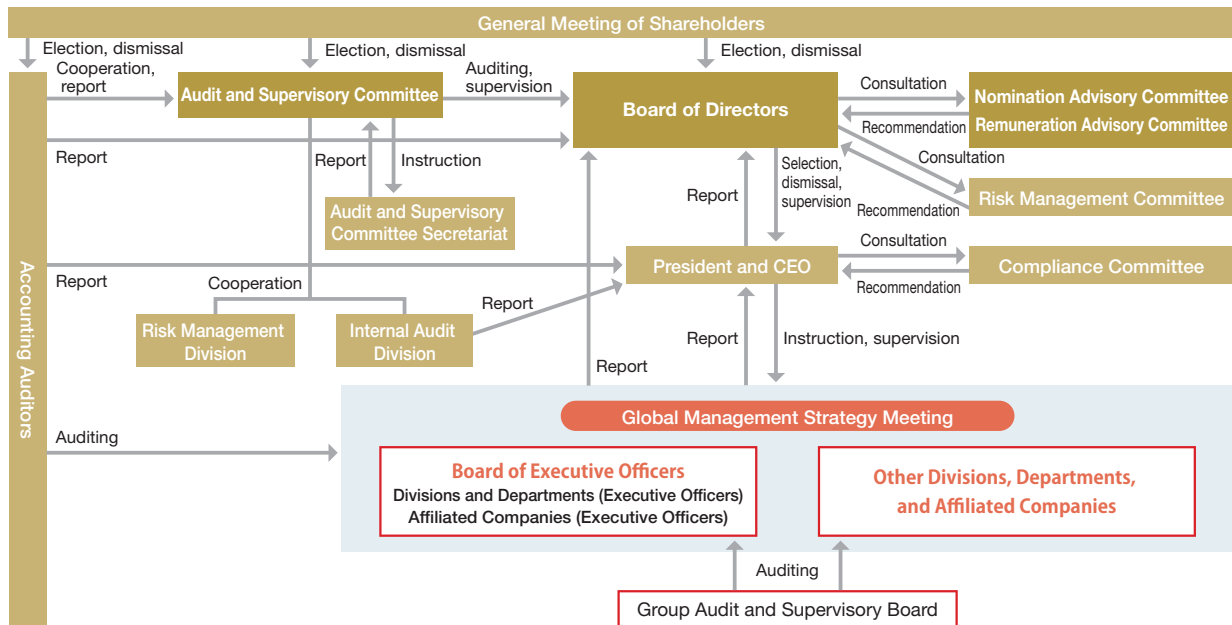 General Meeting of Shareholders
Election, dismissal
Election, dismissal
Election, dismissal
Cooperation,
report
Audit and Supervisory Committee
Auditing,
supervision
Board of Directors
Consultation
Nomination Advisory Committee
Remuneration Advisory Committee
Recommendation
Report
Report
Instruction
Selection,
dismissal,
supervision
Consultation
Report
Audit and Supervisory
Committee Secretariat
Recommendation
Risk Management Committee
Accounting Auditors
Report
Cooperation
President and CEO
Consultation
Recommendation
Compliance Committee
Risk Management
Division
Internal Audit
Division
Report
Report
Report
Instruction, supervision
Global Management Strategy Meeting
Auditing
Board of Executive Officers
Divisions and Departments (Executive Officers)
Affiliated Companies (Executive Officers)
Other Divisions, Departments,
and Affiliated Companies
Auditing
Group Audit and Supervisory Board